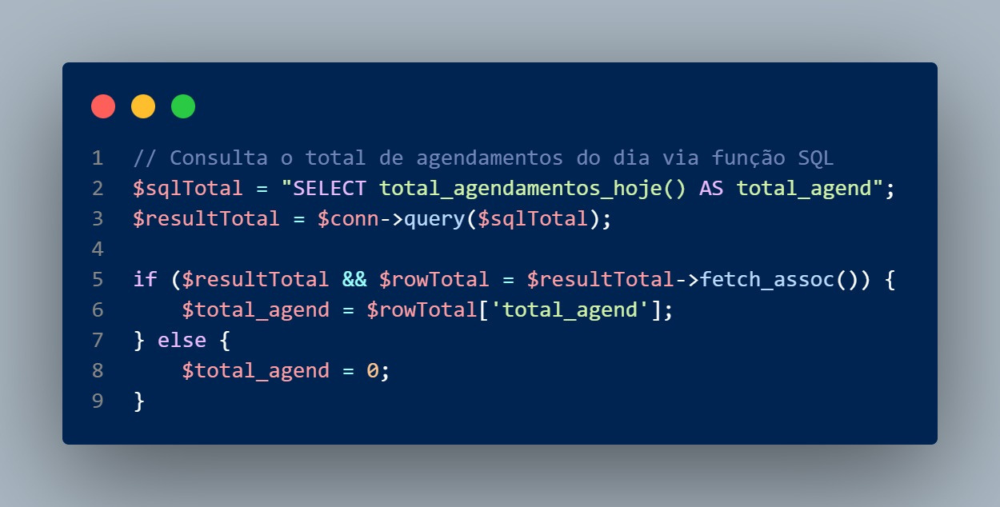 1 // Consulta o total de agendamentos do dia via função SQL
2 $sqlTotal = "SELECT total_agendamentos_hoje() AS total_agend";
3 $resultTotal = $conn->query($sqlTotal);
4
5 if ($resultTotal && $rowTotal = $resultTotal->fetch_assoc()) {
6     $total_agend = $rowTotal['total_agend'];
7 } else {
8     $total_agend = 0;
9 }